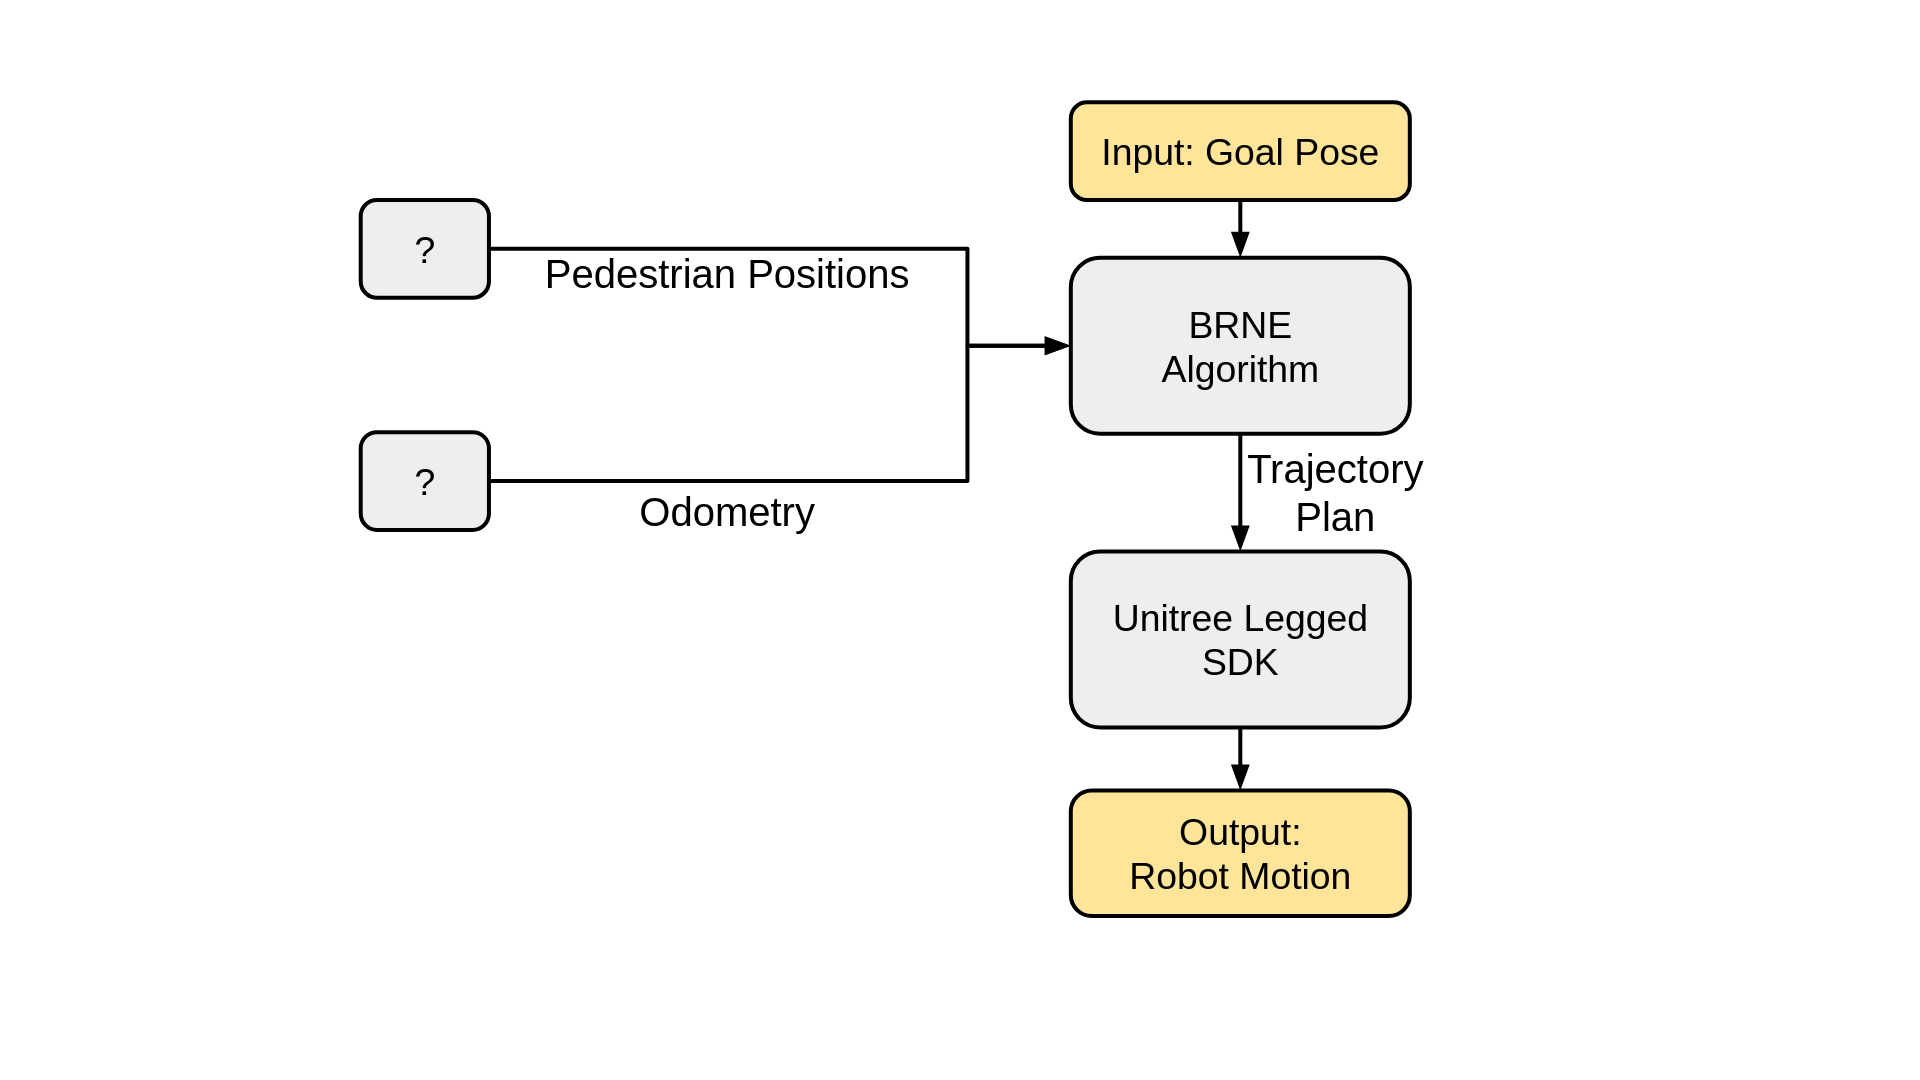 Input: Goal Pose
?
Pedestrian Positions
BRNE
Algorithm
?
Odometry
Trajectory
Plan
Unitree Legged
SDK
Output:
Robot Motion